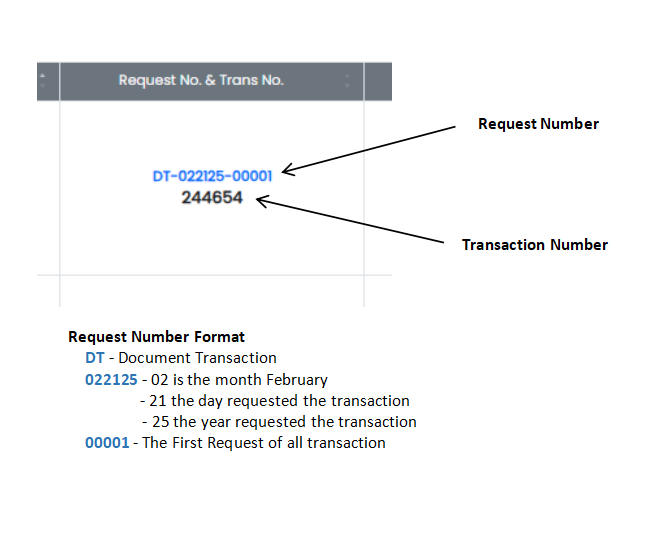 Request No. & Trans No.
Request Number
DT-022125-00001
244654
Transaction Number
Request Number Format
DT - Document Transaction
022125 - 02 is the month February
- 21 the day requested the transaction
- 25 the year requested the transaction
00001 - The First Request of all transaction